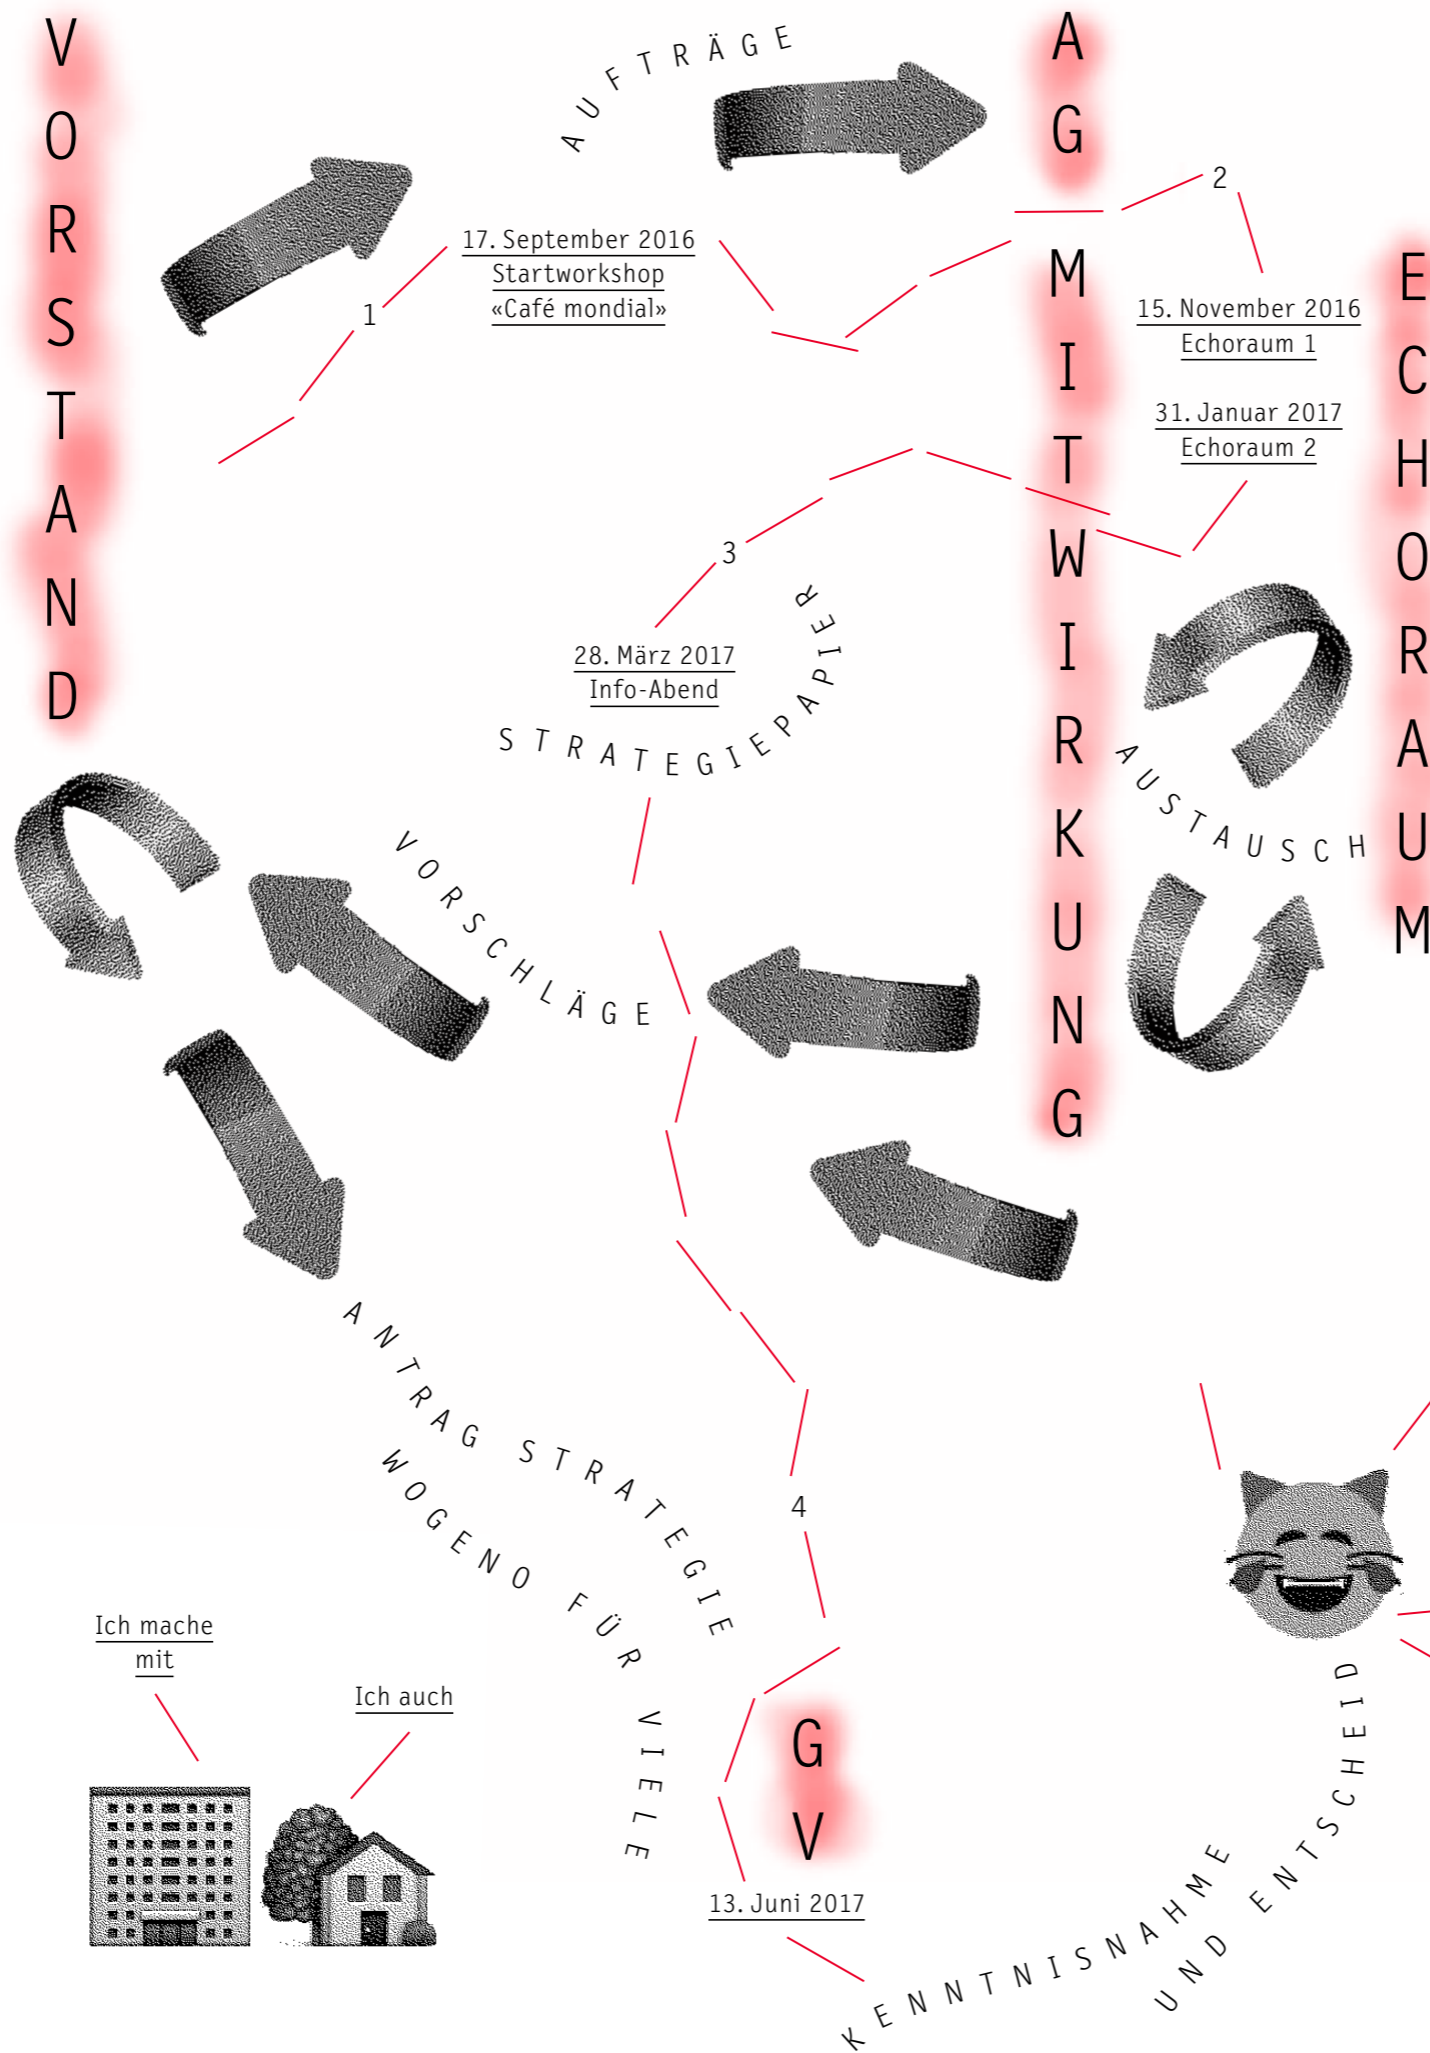 VORSTAND
AUFTRÄGE
AG MITWIRKUNG
ECHORAUM
1
17. September 2016
Startworkshop
«Café mondial»
2
15. November 2016
Echoraum 1
31. Januar 2017
Echoraum 2
3
28. März 2017
Info-Abend
STRATEGIEPAPIER
AUSTAUSCH
VORSCHLÄGE
ANTRAG STRATEGIE
WOGENO FÜR VIELE
4
Ich mache
mit
Ich auch
GV
13. Juni 2017
KENNTNISNAHME
UND ENTSCHEID